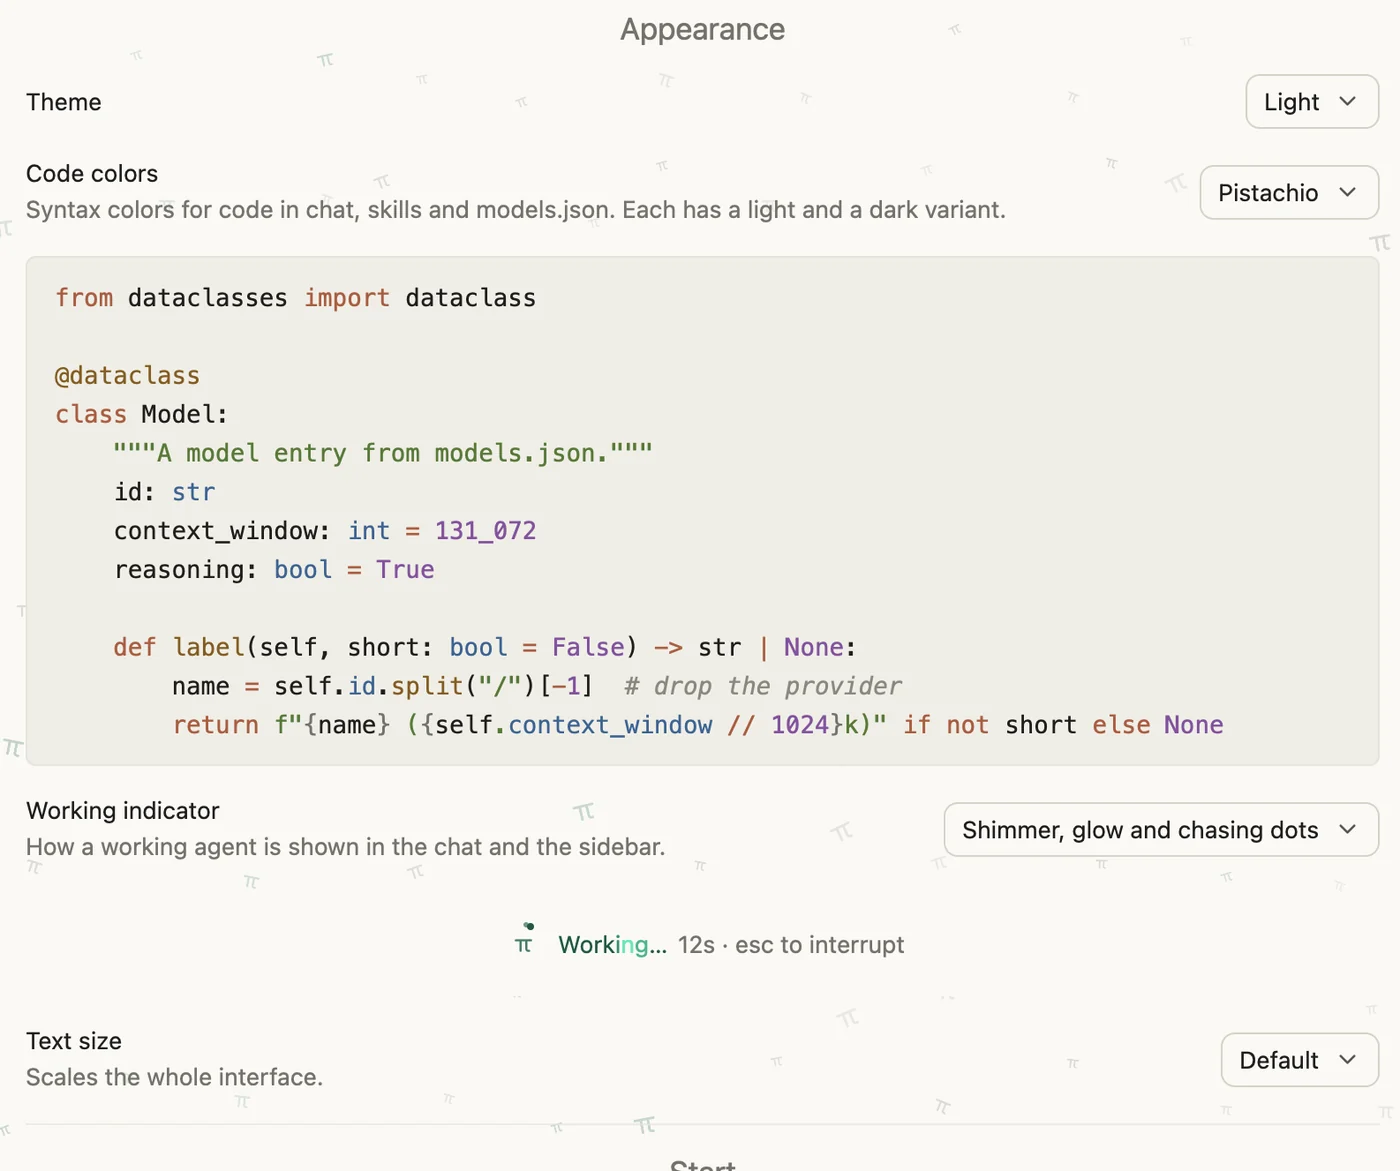 Appearance
Theme
Light
Code colors
Syntax colors for code in chat, skills and models.json. Each has a light and a dark variant.
Pistachio
from dataclasses import dataclass

@dataclass
class Model:
    """A model entry from models.json."""
    id: str
    context_window: int = 131_072
    reasoning: bool = True

    def label(self, short: bool = False) -> str | None:
        name = self.id.split("/")[-1]  # drop the provider
        return f"{name} ({self.context_window // 1024}k)" if not short else None
Working indicator
How a working agent is shown in the chat and the sidebar.
Shimmer, glow and chasing dots
π Working... 12s · esc to interrupt
Text size
Scales the whole interface.
Default
Start